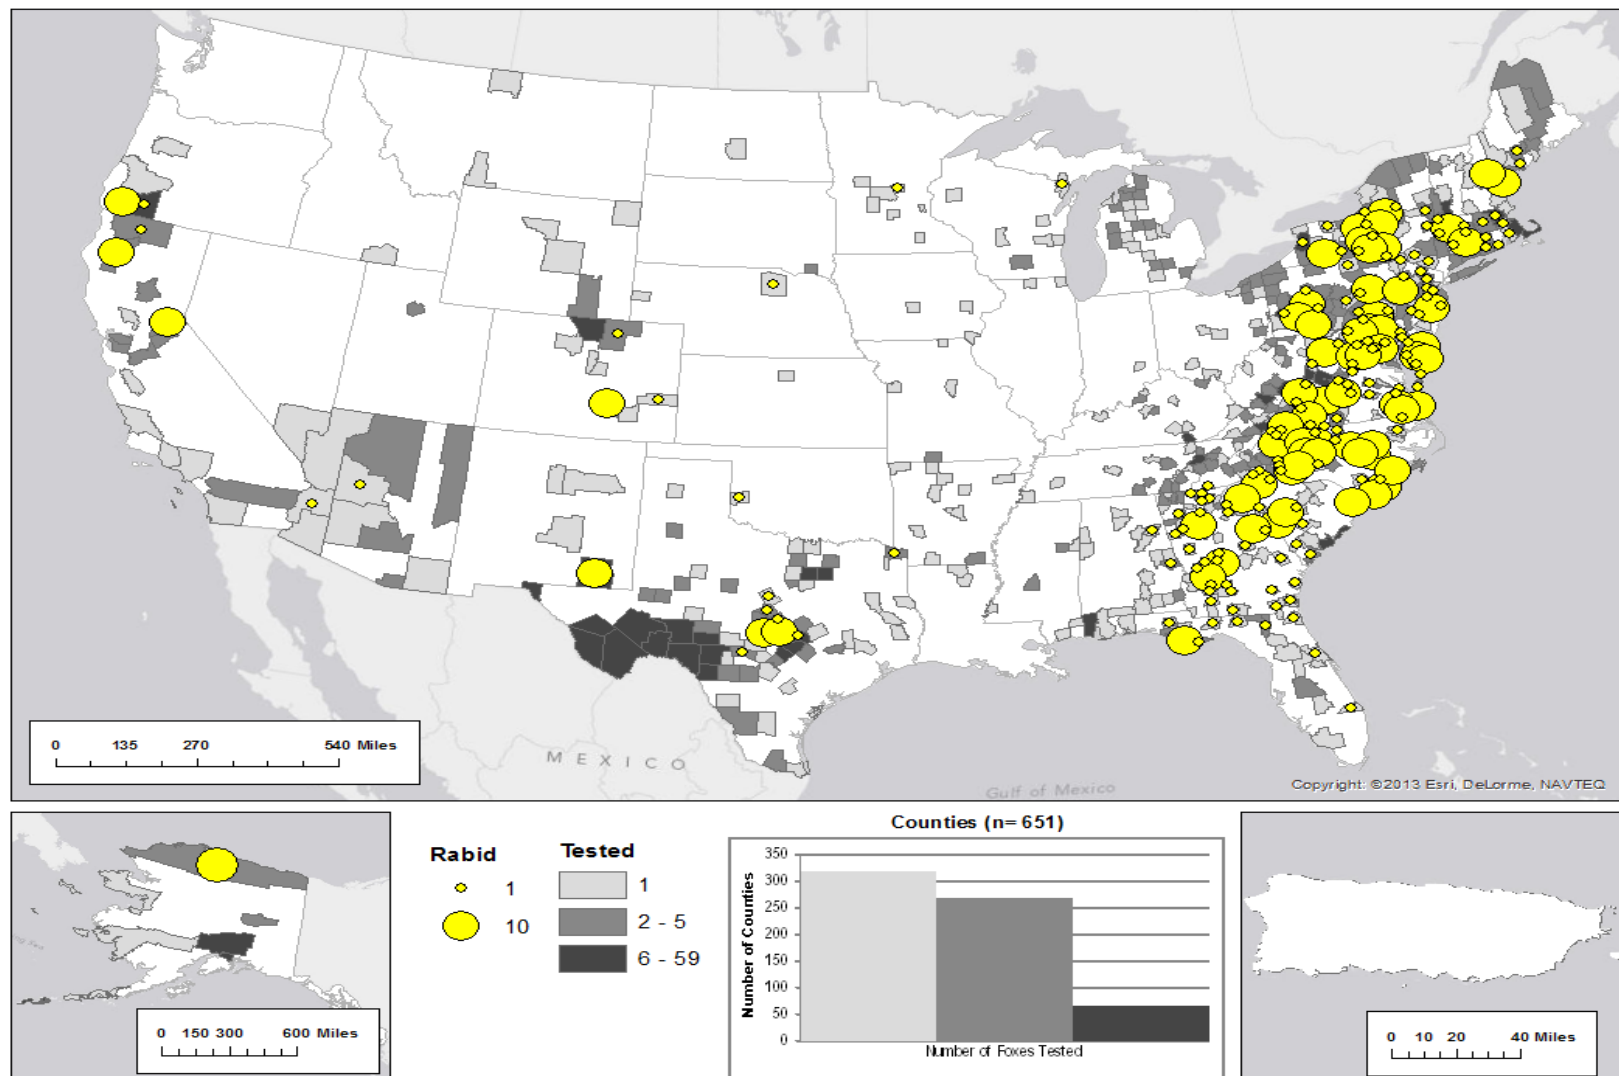 MEXICO
Gulf of Mexico
0 135 270 540 Miles
Copyright: ©2013 Esri, DeLorme, NAVTEQ
Rabid
1
10
Tested
1
2 - 5
6 - 59
Counties (n= 651)
Number of Counties
350
300
250
200
150
100
50
0
Number of Foxes Tested
0 150 300 600 Miles
0 10 20 40 Miles